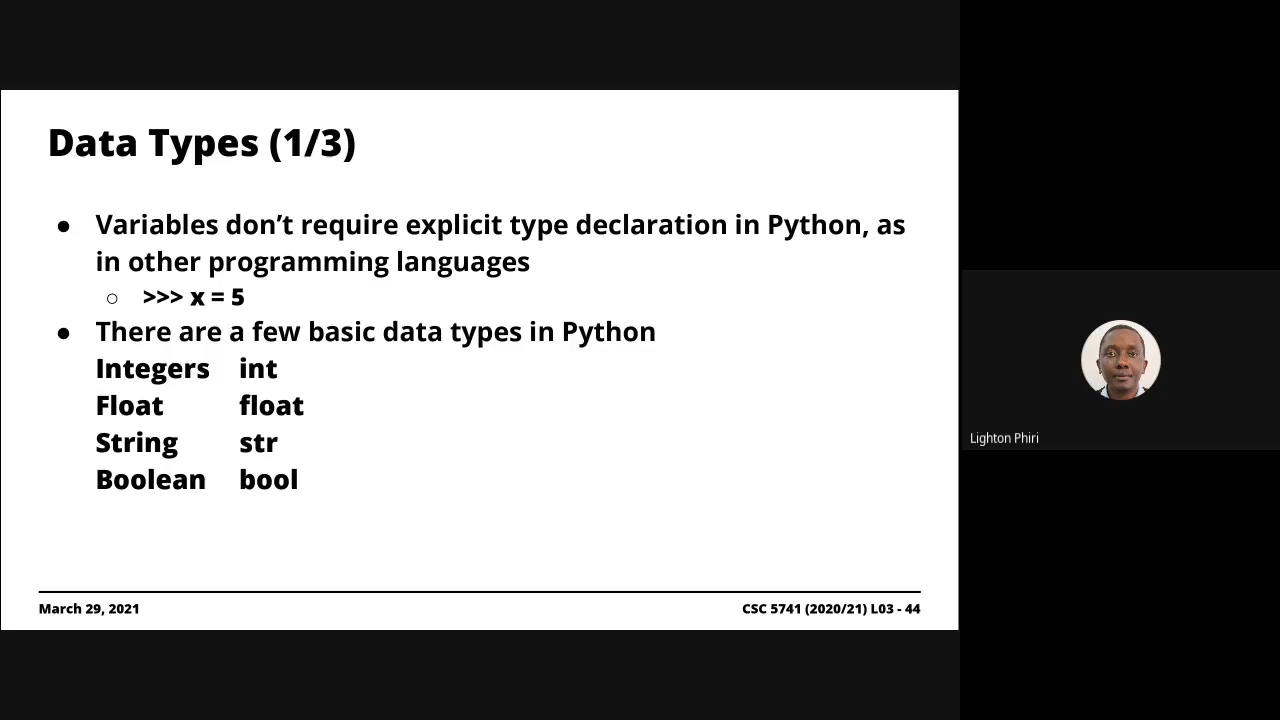 Data Types (1/3)
● Variables don’t require explicit type declaration in Python, as
in other programming languages
○ >>> x = 5
● There are a few basic data types in Python
Integers int
Float float
String str
Boolean bool
March 29, 2021
CSC 5741 (2020/21) L03 - 44
Lighton Phiri